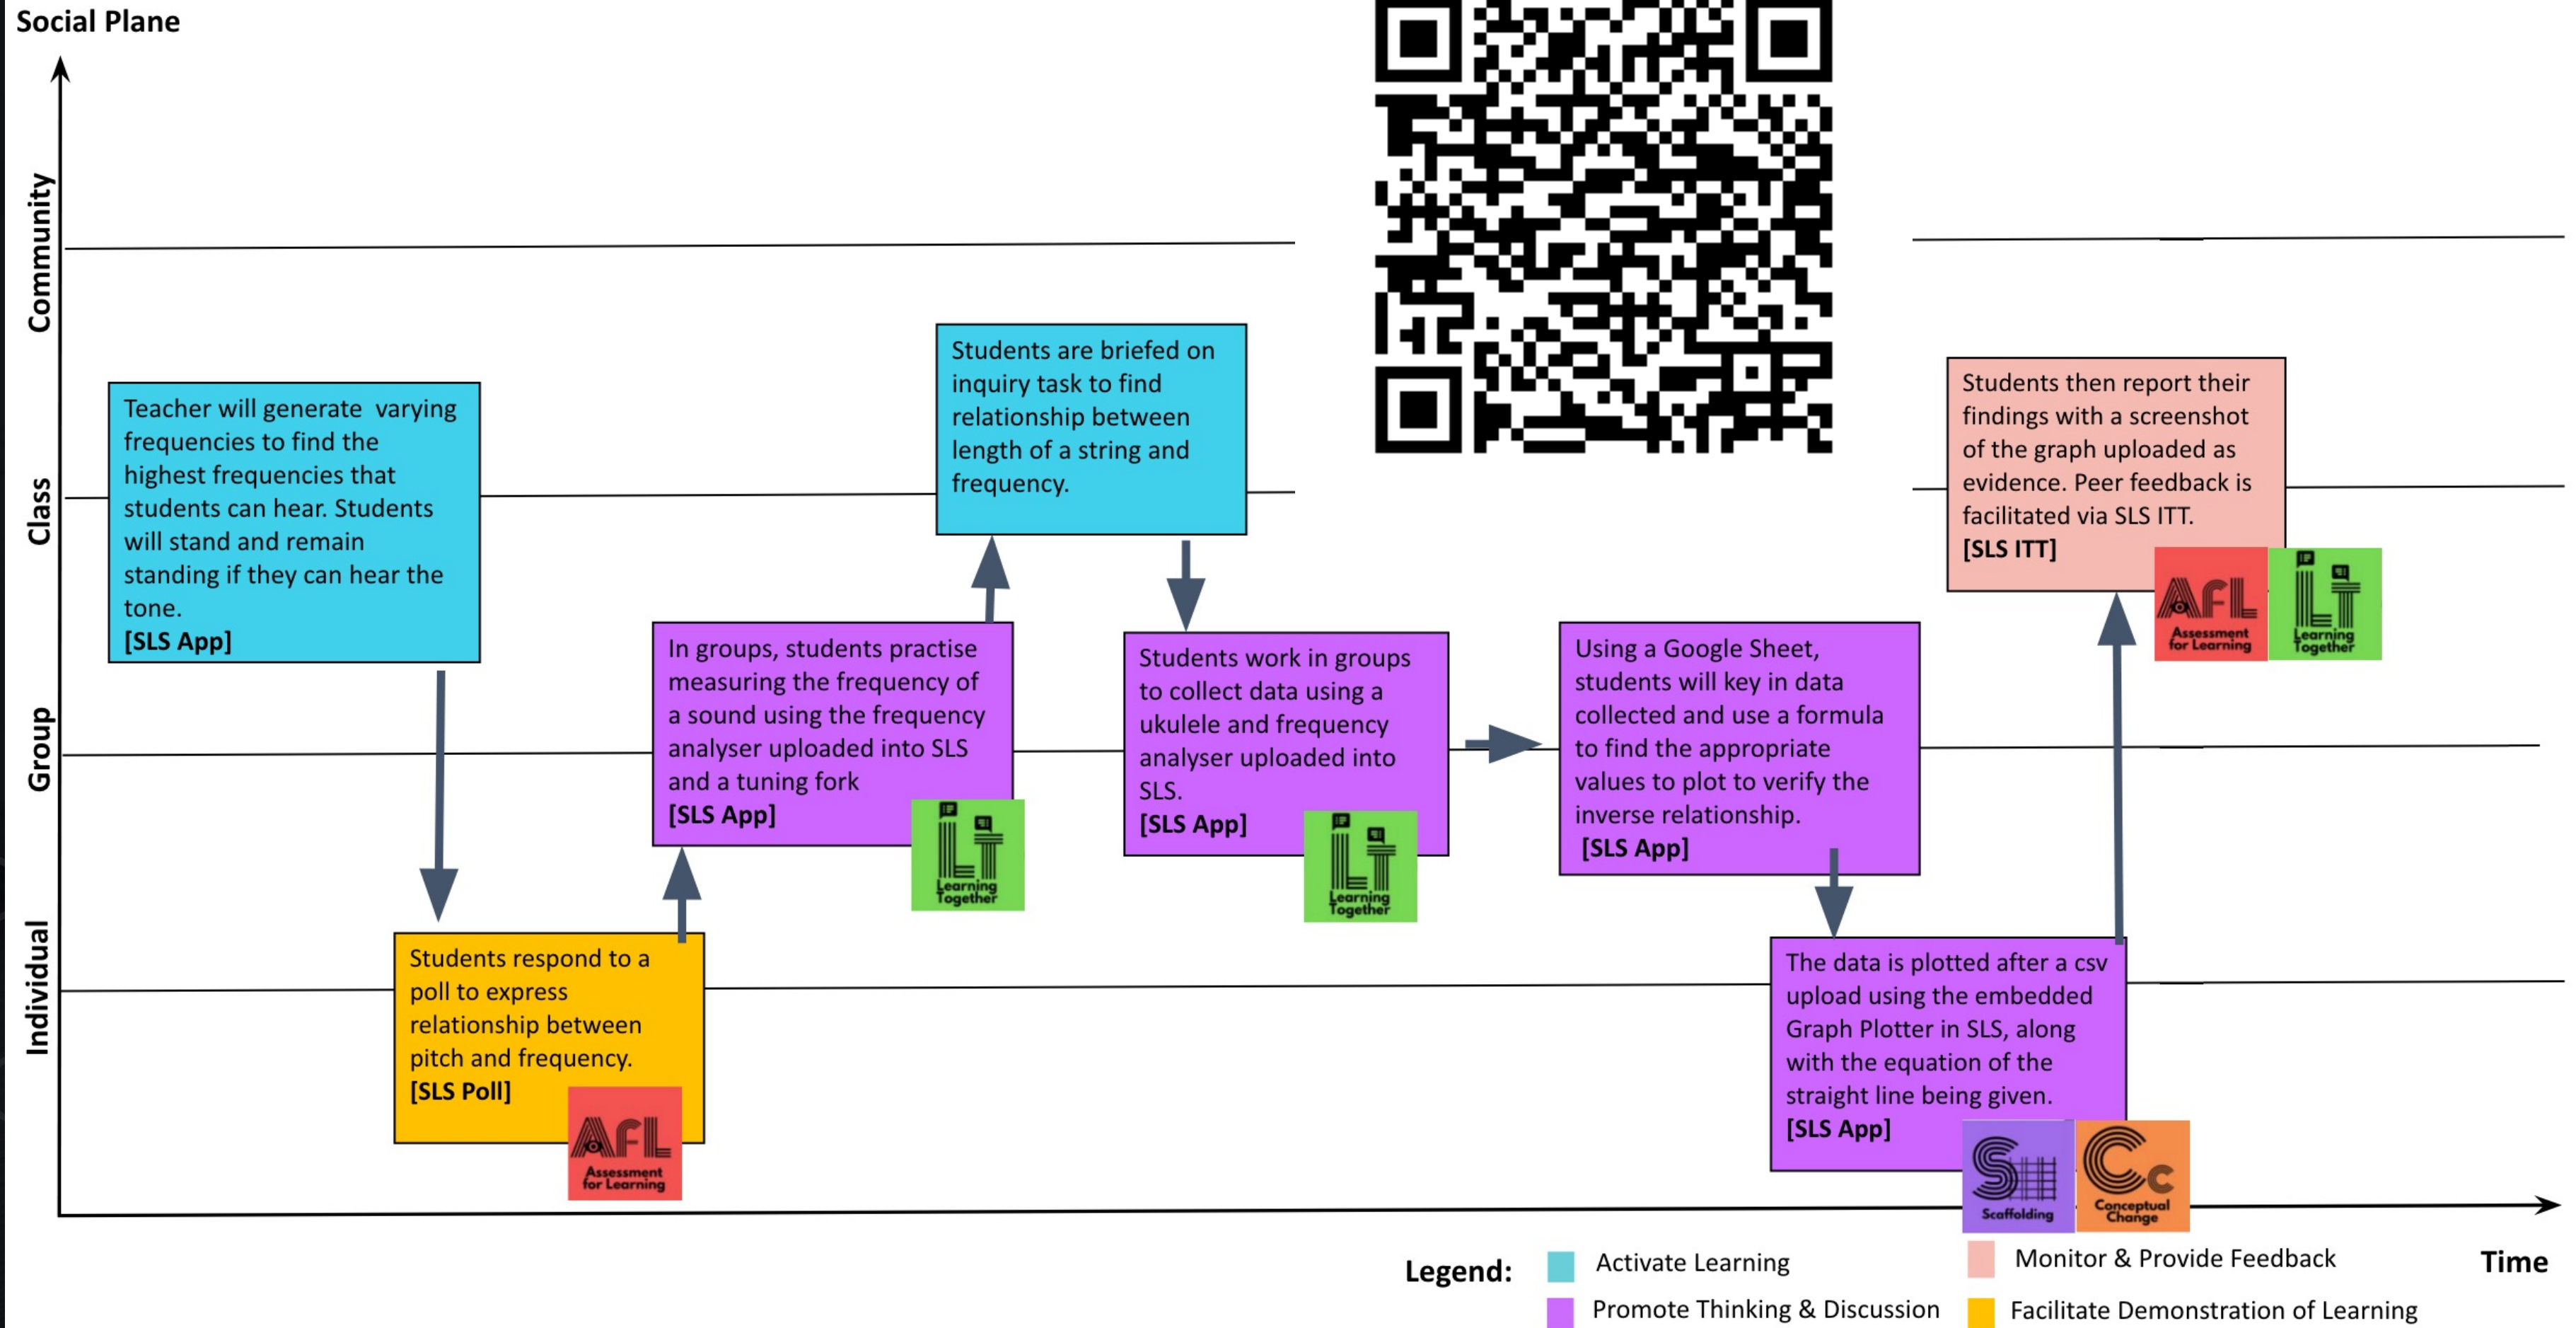 Social Plane
Community
Class
Group
Individual
Teacher will generate  varying
frequencies to find the
highest frequencies that
students can hear. Students
will stand and remain
standing if they can hear the
tone.
[SLS App]
Students respond to a
poll to express
relationship between
pitch and frequency.
[SLS Poll]
AFL
Assessment
for Learning
In groups, students practise
measuring the frequency of
a sound using the frequency
analyser uploaded into SLS
and a tuning fork
[SLS App]
LT
Learning
Together
Students are briefed on
inquiry task to find
relationship between
length of a string and
frequency.
Students work in groups
to collect data using a
ukulele and frequency
analyser uploaded into
SLS.
[SLS App]
LT
Learning
Together
Using a Google Sheet,
students will key in data
collected and use a formula
to find the appropriate
values to plot to verify the
inverse relationship.
[SLS App]
The data is plotted after a csv
upload using the embedded
Graph Plotter in SLS, along
with the equation of the
straight line being given.
[SLS App]
S
Scaffolding
Cc
Conceptual
Change
Students then report their
findings with a screenshot
of the graph uploaded as
evidence. Peer feedback is
facilitated via SLS ITT.
[SLS ITT]
AFL
Assessment
for Learning
LT
Learning
Together
Legend:
Activate Learning
Monitor & Provide Feedback
Promote Thinking & Discussion
Facilitate Demonstration of Learning
Time